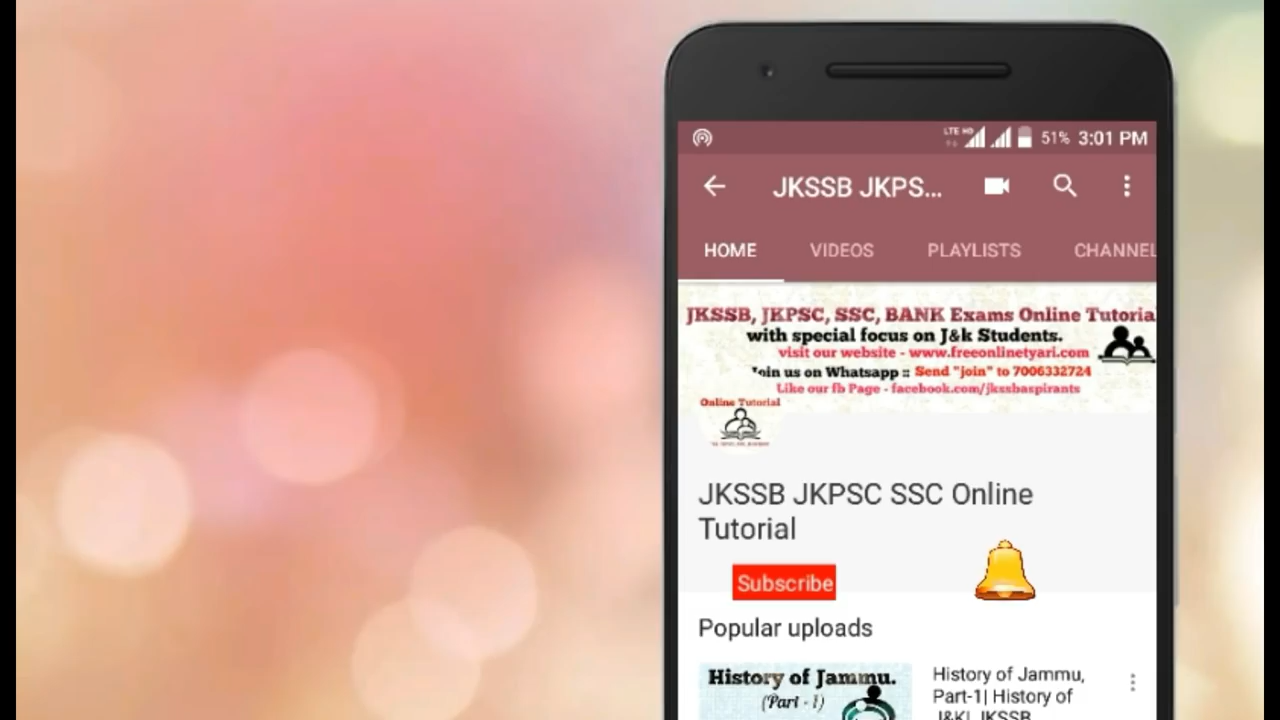 LTE HD 51% 3:01 PM
JKSSB JKPS...
HOME VIDEOS PLAYLISTS CHANNEL
JKSSB, JKPSC, SSC, BANK Exams Online Tutoria
with special focus on J&k Students.
visit our website - www.freeonlinetyari.com
Join us on Whatsapp :: Send "join" to 7006332724
Like our fb Page - facebook.com/jkssbaspirants
Online Tutorial
JKSSB JKPSC SSC Online
Tutorial
Subscribe
Popular uploads
History of Jammu.
(Part - 1)
History of Jammu,
Part-1| History of
J&K| JKSSB